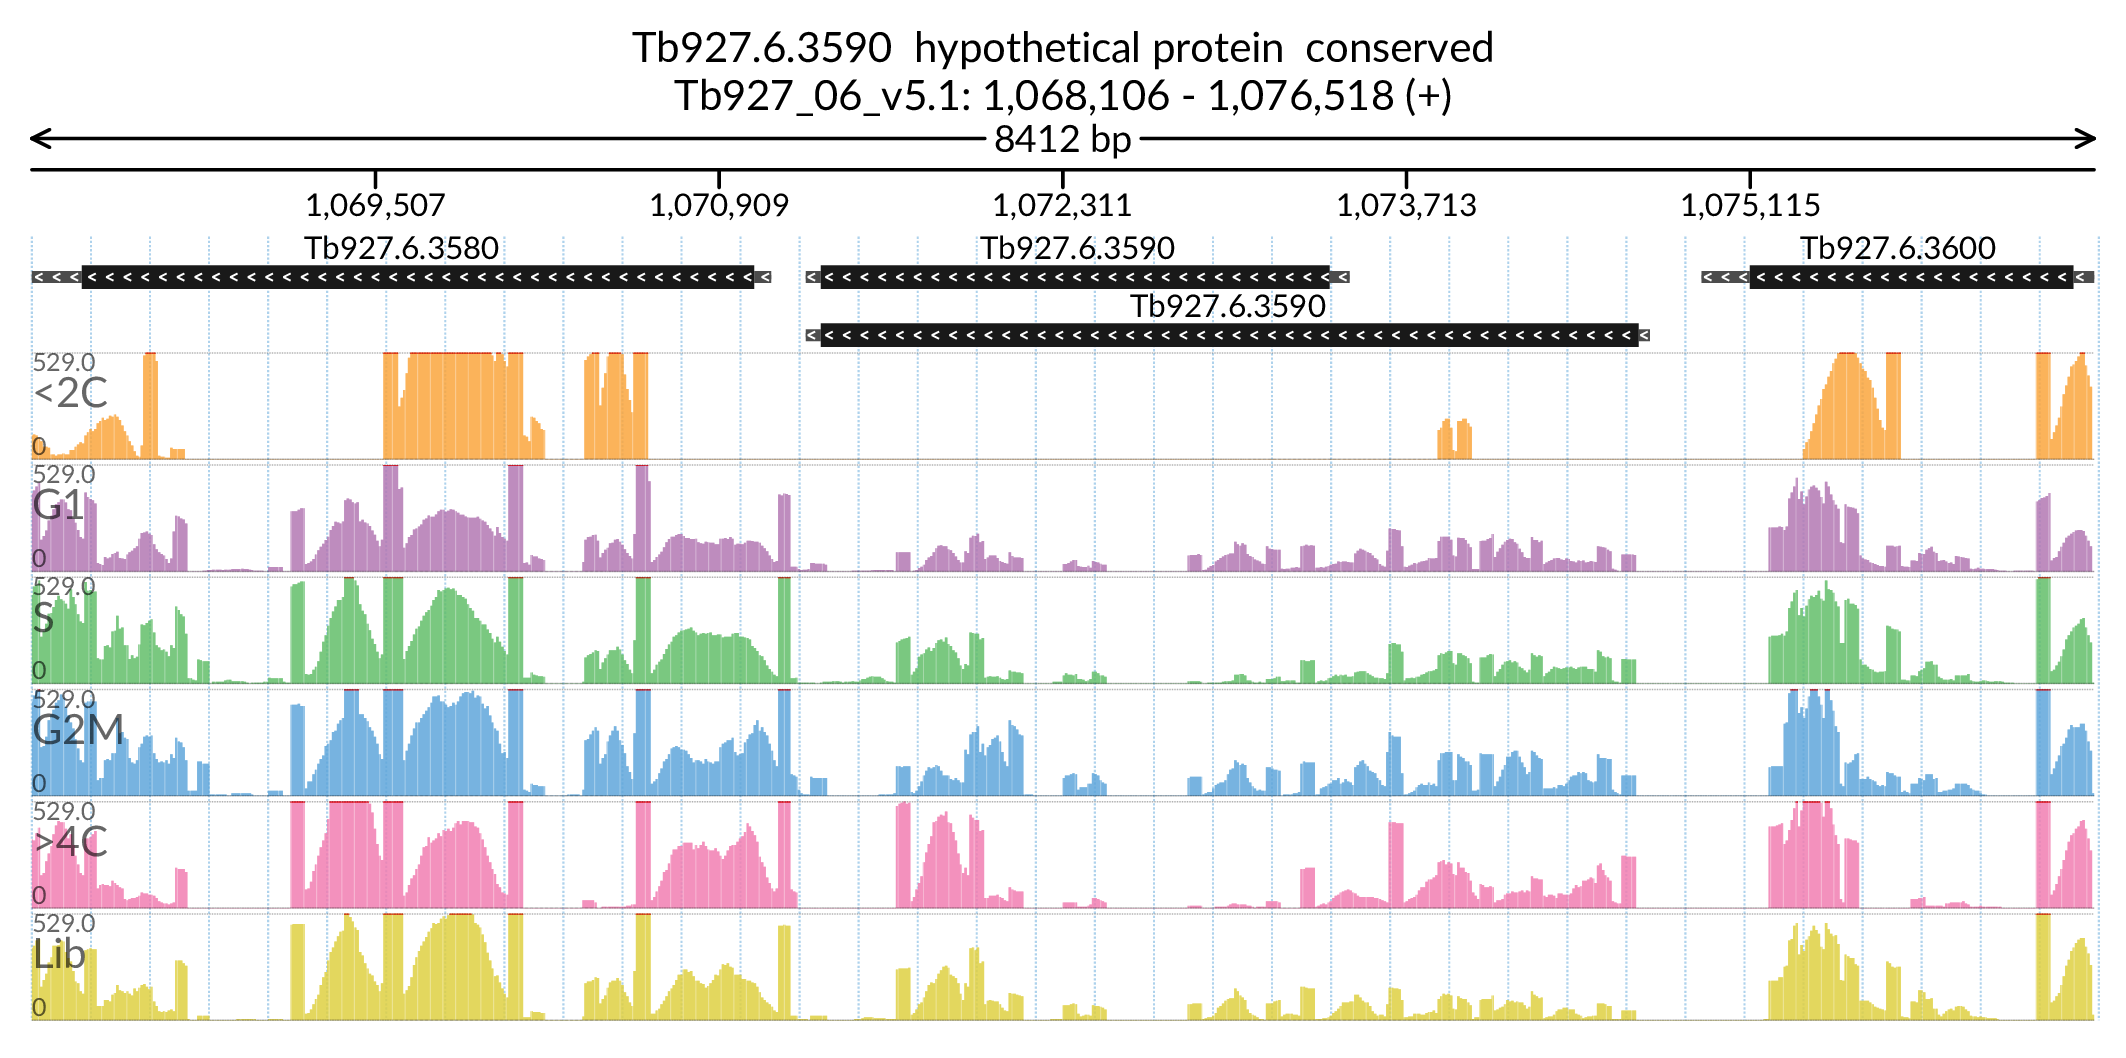 Tb927.6.3590  hypothetical protein  conserved
Tb927_06_v5.1: 1,068,106 - 1,076,518 (+)
8412 bp
1,069,507 1,070,909 1,072,311 1,073,713 1,075,115
Tb927.6.3580 Tb927.6.3590 Tb927.6.3600
Tb927.6.3590
529.0
<2C
0
529.0
G1
0
529.0
S
0
529.0
G2M
0
529.0
>4C
0
529.0
Lib
0